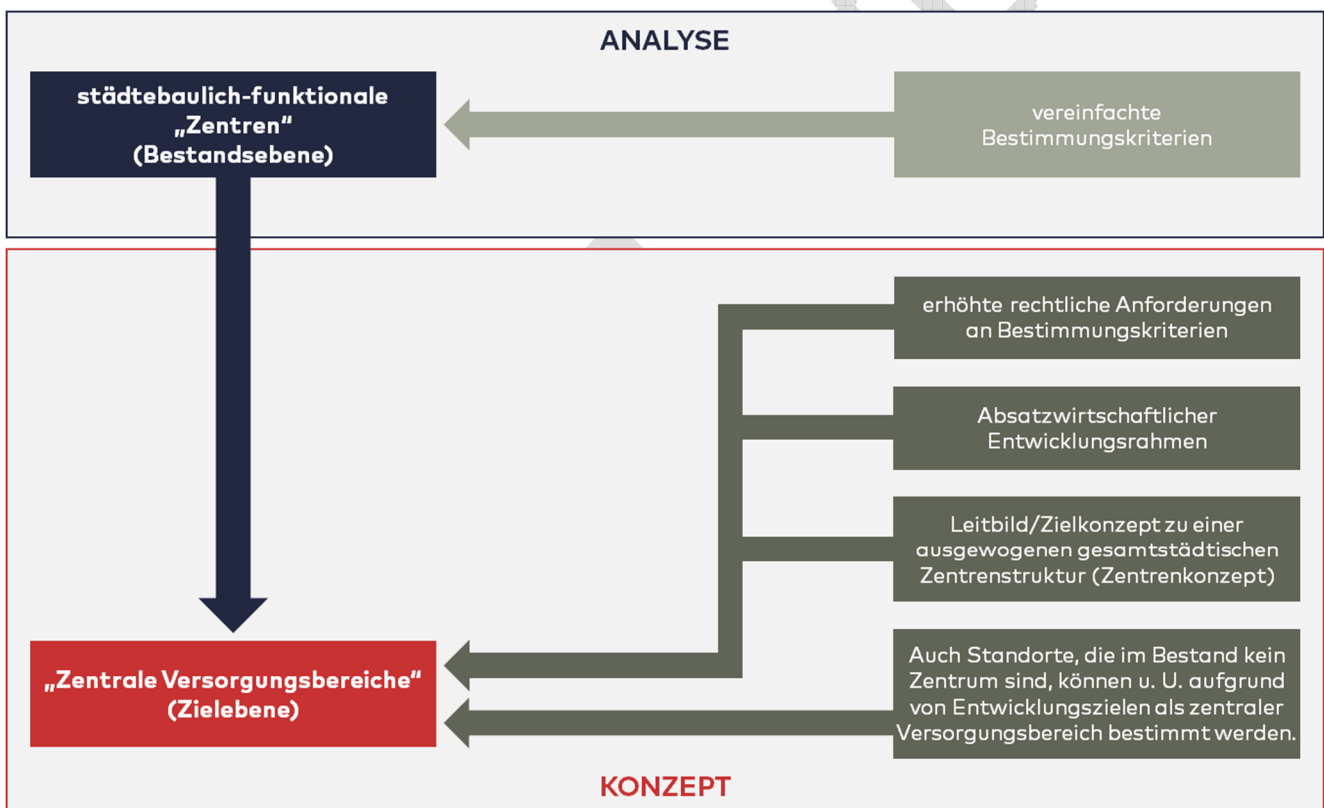 ANALYSE
städtebaulich-funktionale
„Zentren“
(Bestandsebene)
vereinfachte
Bestimmungskriterien
erhöhte rechtliche Anforderungen
an Bestimmungskriterien
Absatzwirtschaftlicher
Entwicklungsrahmen
Leitbild/Zielkonzept zu einer
ausgewogenen gesamtstädtischen
Zentrenstruktur (Zentrenkonzept)
Auch Standorte, die im Bestand kein
Zentrum sind, können u. U. aufgrund
von Entwicklungszielen als zentraler
Versorgungsbereich bestimmt werden.
„Zentrale Versorgungsbereiche“
(Zielebene)
KONZEPT